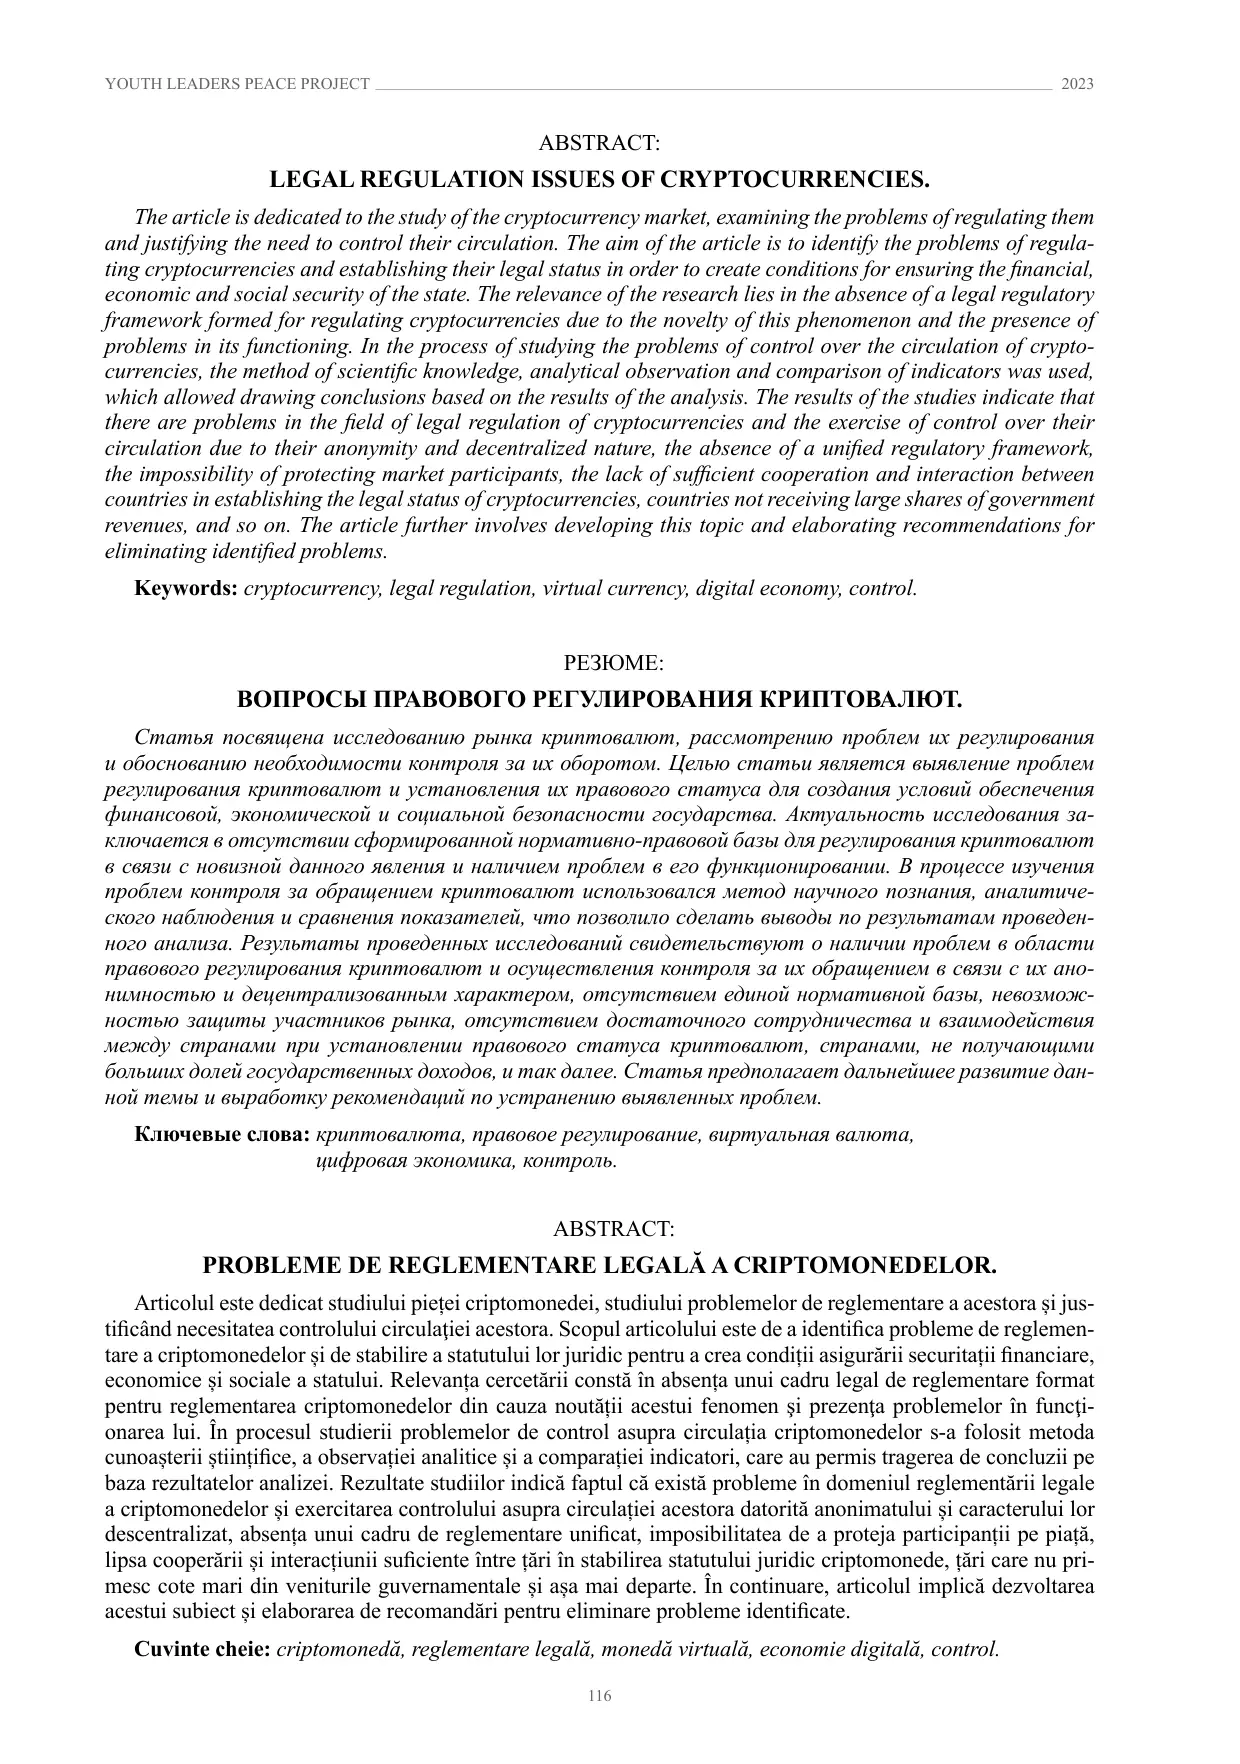 YOUTH LEADERS PEACE PROJECT 2023
ABSTRACT:
LEGAL REGULATION ISSUES OF CRYPTOCURRENCIES.
The article is dedicated to the study of the cryptocurrency market, examining the problems of regulating them
and justifying the need to control their circulation. The aim of the article is to identify the problems of regula-
ting cryptocurrencies and establishing their legal status in order to create conditions for ensuring the financial,
economic and social security of the state. The relevance of the research lies in the absence of a legal regulatory
framework formed for regulating cryptocurrencies due to the novelty of this phenomenon and the presence of
problems in its functioning. In the process of studying the problems of control over the circulation of crypto-
currencies, the method of scientific knowledge, analytical observation and comparison of indicators was used,
which allowed drawing conclusions based on the results of the analysis. The results of the studies indicate that
there are problems in the field of legal regulation of cryptocurrencies and the exercise of control over their
circulation due to their anonymity and decentralized nature, the absence of a unified regulatory framework,
the impossibility of protecting market participants, the lack of sufficient cooperation and interaction between
countries in establishing the legal status of cryptocurrencies, countries not receiving large shares of government
revenues, and so on. The article further involves developing this topic and elaborating recommendations for
eliminating identified problems.
Keywords: cryptocurrency, legal regulation, virtual currency, digital economy, control.
РЕЗЮМЕ:
ВОПРОСЫ ПРАВОВОГО РЕГУЛИРОВАНИЯ КРИПТОВАЛЮТ.
Статья посвящена исследованию рынка криптовалют, рассмотрению проблем их регулирования
и обоснованию необходимости контроля за их оборотом. Целью статьи является выявление проблем
регулирования криптовалют и установления их правового статуса для создания условий обеспечения
финансовой, экономической и социальной безопасности государства. Актуальность исследования за-
ключается в отсутствии сформированной нормативно-правовой базы для регулирования криптовалют
в связи с новизной данного явления и наличием проблем в его функционировании. В процессе изучения
проблем контроля за обращением криптовалют использовался метод научного познания, аналитиче-
ского наблюдения и сравнения показателей, что позволило сделать выводы по результатам проведен-
ного анализа. Результаты проведенных исследований свидетельствуют о наличии проблем в области
правового регулирования криптовалют и осуществления контроля за их обращением в связи с их ано-
нимностью и децентрализованным характером, отсутствием единой нормативной базы, невозмож-
ностью защиты участников рынка, отсутствием достаточного сотрудничества и взаимодействия
между странами при установлении правового статуса криптовалют, странами, не получающими
больших долей государственных доходов, и так далее. Статья предполагает дальнейшее развитие дан-
ной темы и выработку рекомендаций по устранению выявленных проблем.
Ключевые слова: криптовалюта, правовое регулирование, виртуальная валюта,
цифровая экономика, контроль.
ABSTRACT:
PROBLEME DE REGLEMENTARE LEGALĂ A CRIPTOMONEDELOR.
Articolul este dedicat studiului pieței criptomonedei, studiului problemelor de reglementare a acestora și jus-
tificând necesitatea controlului circulaţiei acestora. Scopul articolului este de a identifica probleme de reglemen-
tare a criptomonedelor și de stabilire a statutului lor juridic pentru a crea condiții asigurării securitații financiare,
economice și sociale a statului. Relevanța cercetării constă în absența unui cadru legal de reglementare format
pentru reglementarea criptomonedelor din cauza noutății acestui fenomen şi prezenţa problemelor în funcţi-
onarea lui. În procesul studierii problemelor de control asupra circulația criptomonedelor s-a folosit metoda
cunoașterii științifice, a observației analitice și a comparației indicatori, care au permis tragerea de concluzii pe
baza rezultatelor analizei. Rezultate studiilor indică faptul că există probleme în domeniul reglementării legale
a criptomonedelor și exercitarea controlului asupra circulației acestora datorită anonimatului și caracterului lor
descentralizat, absența unui cadru de reglementare unificat, imposibilitatea de a proteja participanții pe piață,
lipsa cooperării și interacțiunii suficiente între țări în stabilirea statutului juridic criptomonede, țări care nu pri-
mesc cote mari din veniturile guvernamentale și așa mai departe. În continuare, articolul implică dezvoltarea
acestui subiect și elaborarea de recomandări pentru eliminare probleme identificate.
Cuvinte cheie: criptomonedă, reglementare legală, monedă virtuală, economie digitală, control.
116